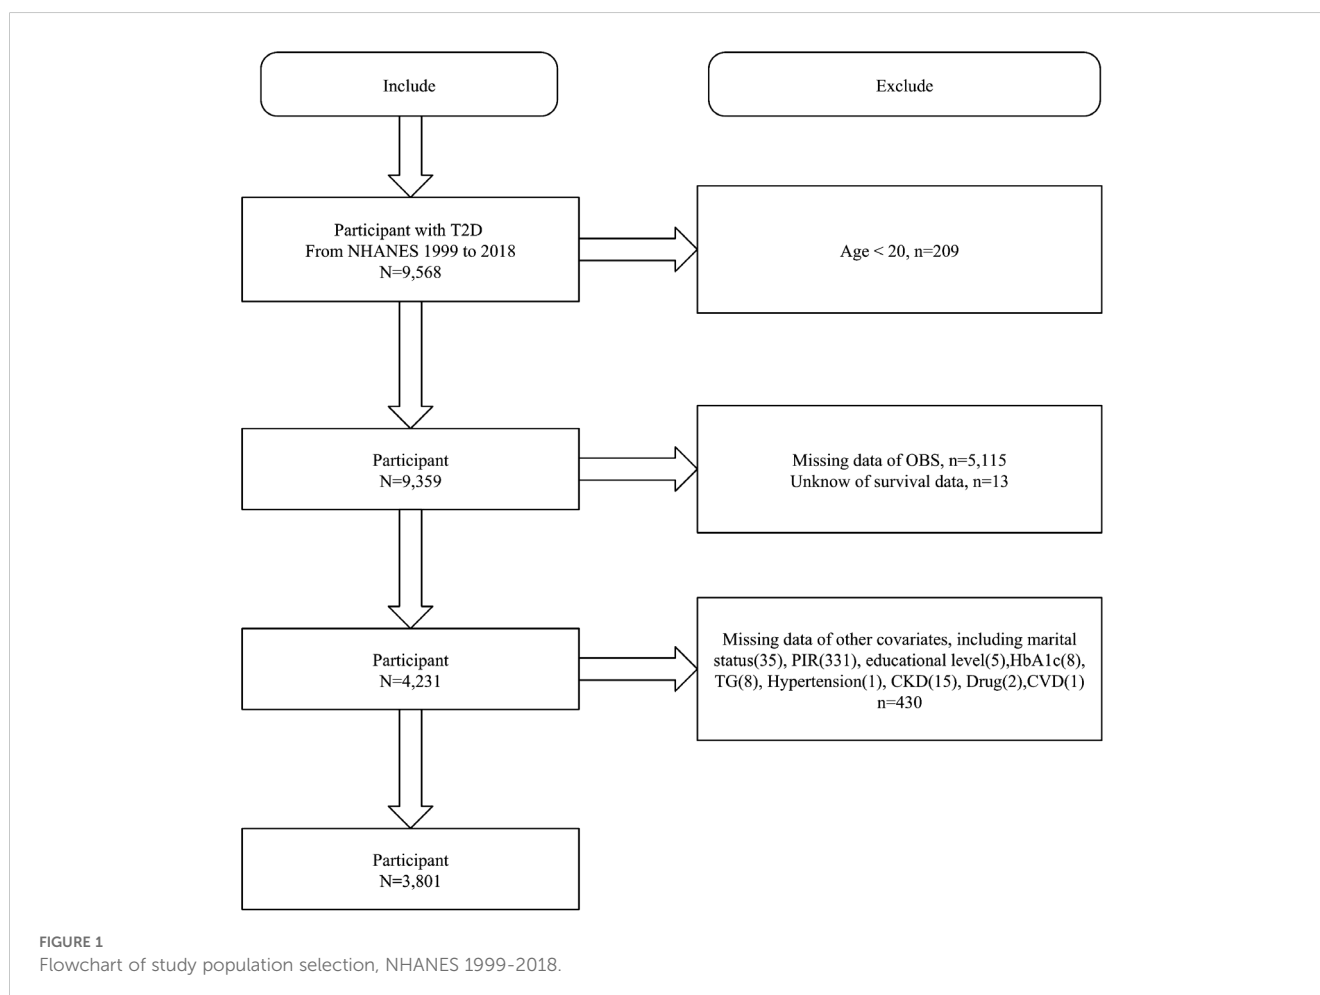 Include
Exclude
Participant with T2D
From NHANES 1999 to 2018
N=9,568
Age < 20, n=209
Participant
N=9,359
Missing data of OBS, n=5,115
Unknow of survival data, n=13
Participant
N=4,231
Missing data of other covariates, including marital
status(35), PIR(331), educational level(5),HbA1c(8),
TG(8), Hypertension(1), CKD(15), Drug(2),CVD(1)
n=430
Participant
N=3,801
FIGURE 1
Flowchart of study population selection, NHANES 1999-2018.